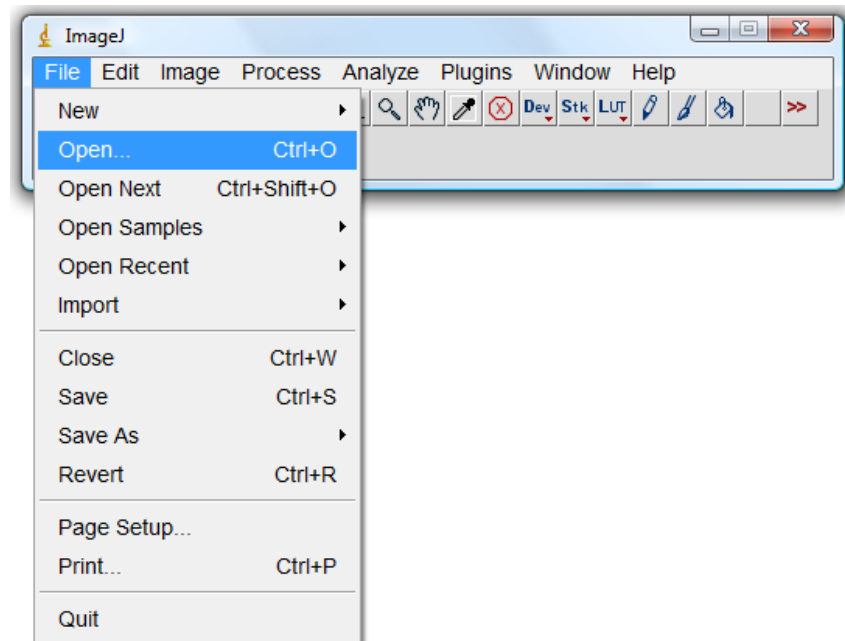 ImageJ
File Edit Image Process Analyze Plugins Window Help
Dev Stk LUT >>
New
Open... Ctrl+O
Open Next Ctrl+Shift+O
Open Samples
Open Recent
Import
Close Ctrl+W
Save Ctrl+S
Save As
Revert Ctrl+R
Page Setup...
Print... Ctrl+P
Quit